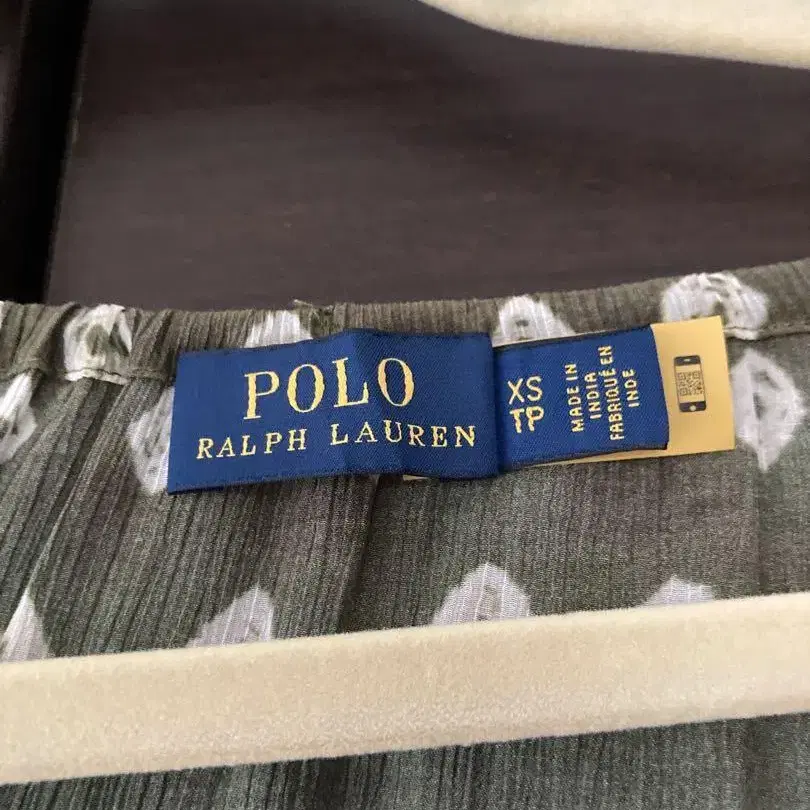 POLO
RALPH LAUREN
XS
TP
MADE IN
INDIA
FABRIQUÉ EN
INDE